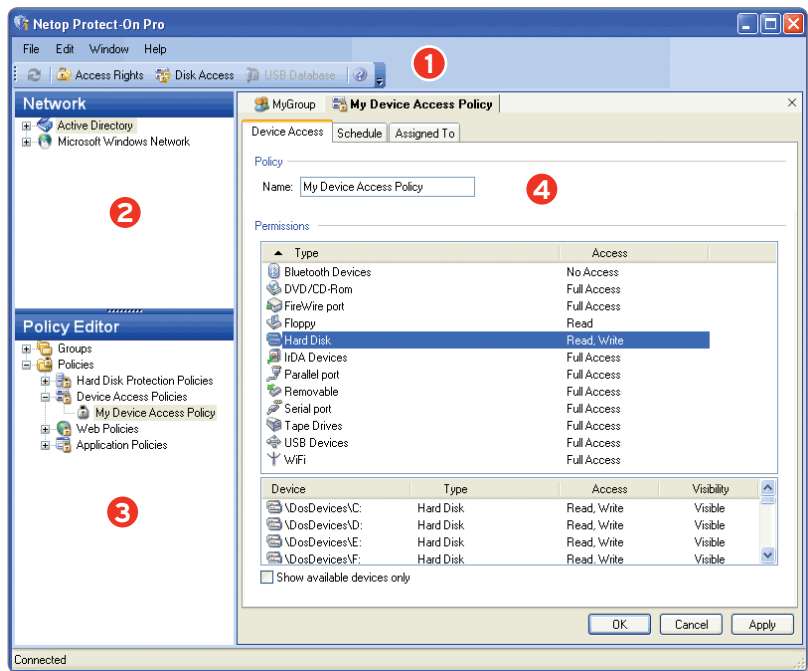 Netop Protect-On Pro
File Edit Window Help
Access Rights Disk Access USB Database
1
Network
Active Directory
Microsoft Windows Network
2
Policy Editor
Groups
Policies
Hard Disk Protection Policies
Device Access Policies
My Device Access Policy
Web Policies
Application Policies
3
MyGroup My Device Access Policy
Device Access Schedule Assigned To
Policy
Name: My Device Access Policy
4
Permissions
Type Access
Bluetooth Devices No Access
DVD/CD-Rom Full Access
FireWire port Full Access
Floppy Read
Hard Disk Read, Write
IrDA Devices Full Access
Parallel port Full Access
Removable Full Access
Serial port Full Access
Tape Drives Full Access
USB Devices Full Access
WiFi Full Access
Device Type Access Visibility
\DosDevices\C: Hard Disk Read, Write Visible
\DosDevices\D: Hard Disk Read, Write Visible
\DosDevices\E: Hard Disk Read, Write Visible
\DosDevices\F: Hard Disk Read, Write Visible
Show available devices only
OK Cancel Apply
Connected